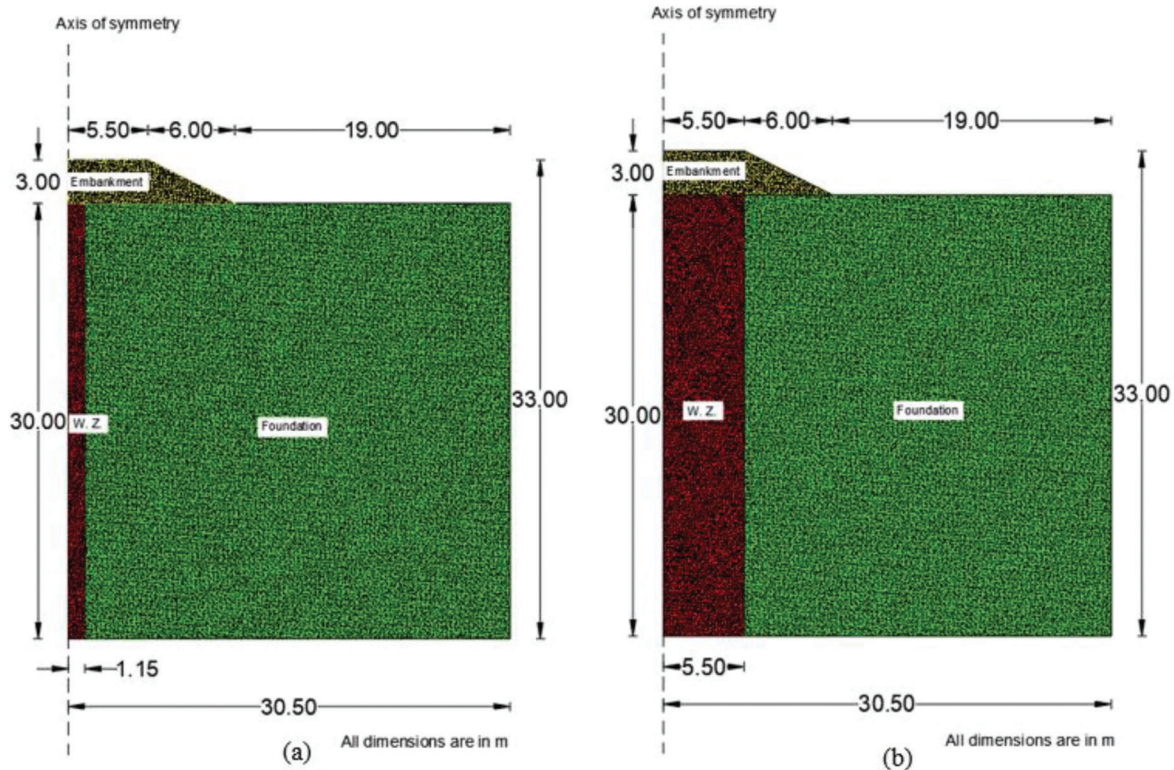 Axis of symmetry
5.50 6.00 19.00
3.00
Embankment
30.00
W. Z.
Foundation
33.00
1.15
30.50
All dimensions are in m
(a)
Axis of symmetry
5.50 6.00 19.00
3.00
Embankment
30.00
W. Z.
Foundation
33.00
5.50
30.50
All dimensions are in m
(b)